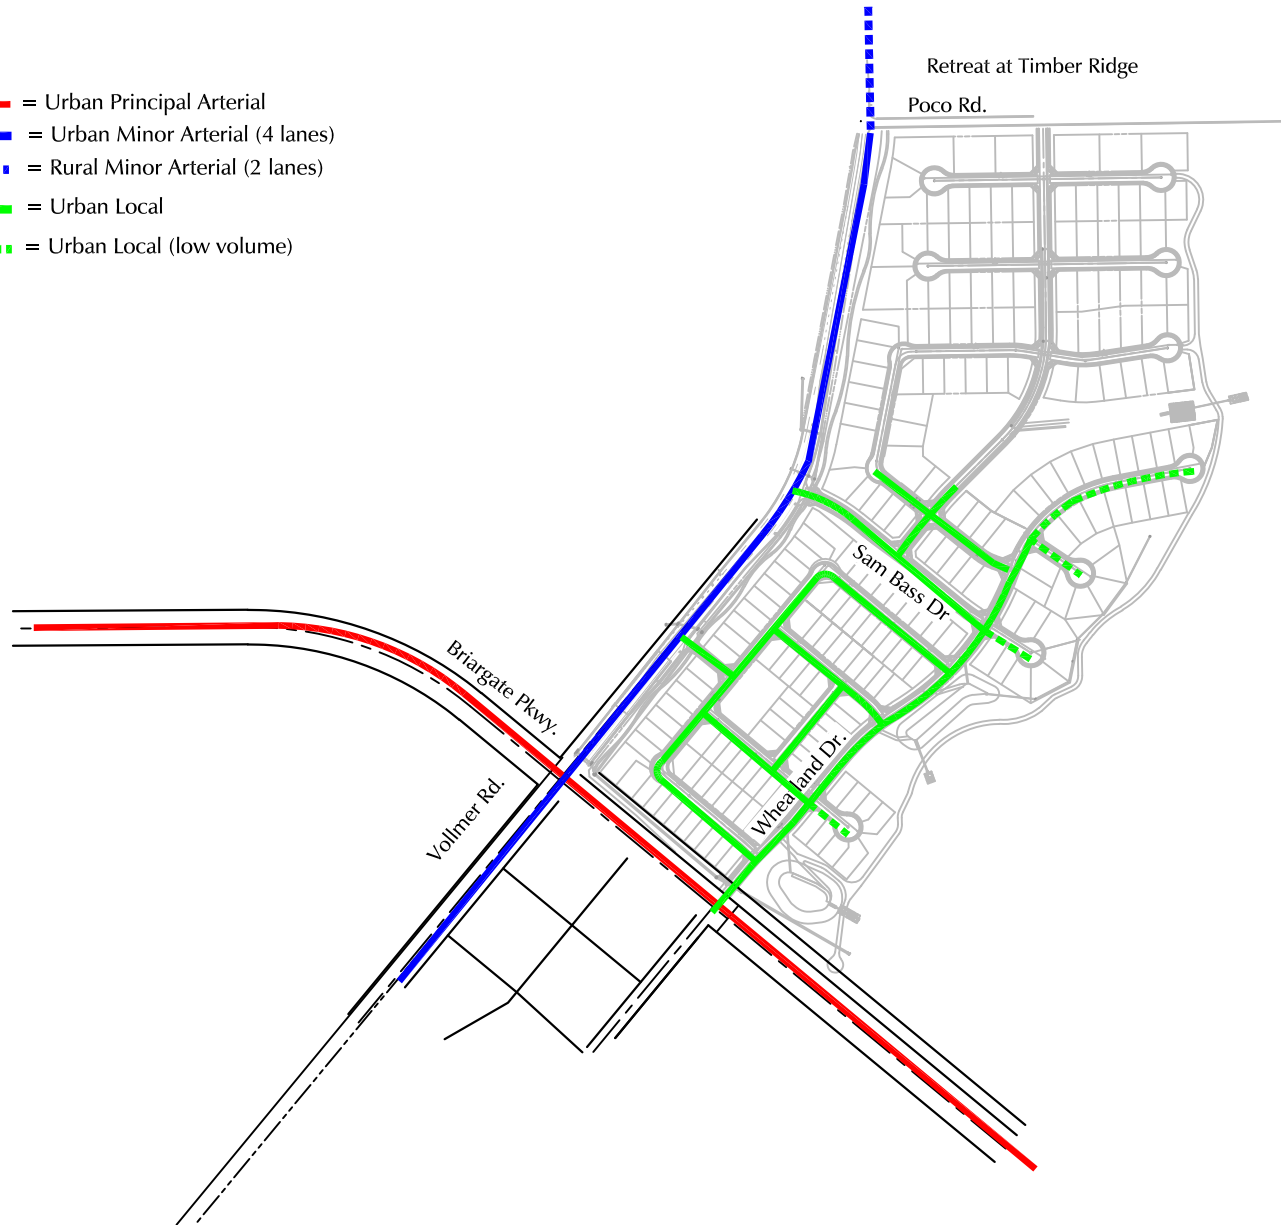 Retreat at Timber Ridge
Poco Rd.
= Urban Principal Arterial
= Urban Minor Arterial (4 lanes)
= Rural Minor Arterial (2 lanes)
= Urban Local
= Urban Local (low volume)
Sam Bass Dr
Briargate Pkwy.
Vollmer Rd.
Wheatland Dr.